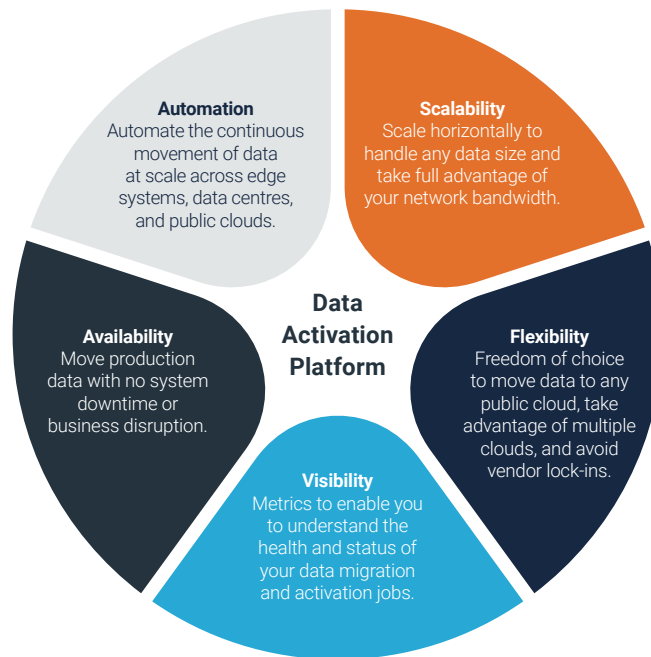 Automation
Automate the continuous
movement of data
at scale across edge
systems, data centres,
and public clouds.
Scalability
Scale horizontally to
handle any data size and
take full advantage of
your network bandwidth.
Data
Activation
Platform
Availability
Move production
data with no system
downtime or
business disruption.
Flexibility
Freedom of choice
to move data to any
public cloud, take
advantage of multiple
clouds, and avoid
vendor lock-ins.
Visibility
Metrics to enable you
to understand the
health and status of
your data migration
and activation jobs.